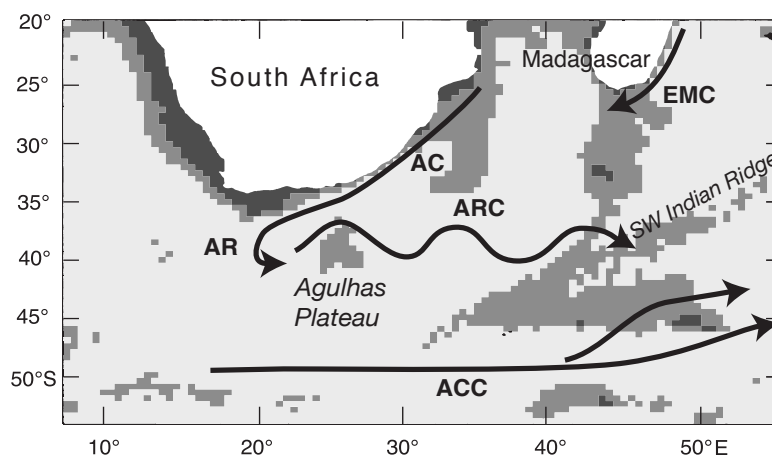 20°
Madagascar
South Africa
25°
EMC
30°
AC
35°
ARC
SW Indian Ridge
AR
40°
Agulhas
Plateau
45°
50°S
ACC
10°
20°
30°
40°
50°E